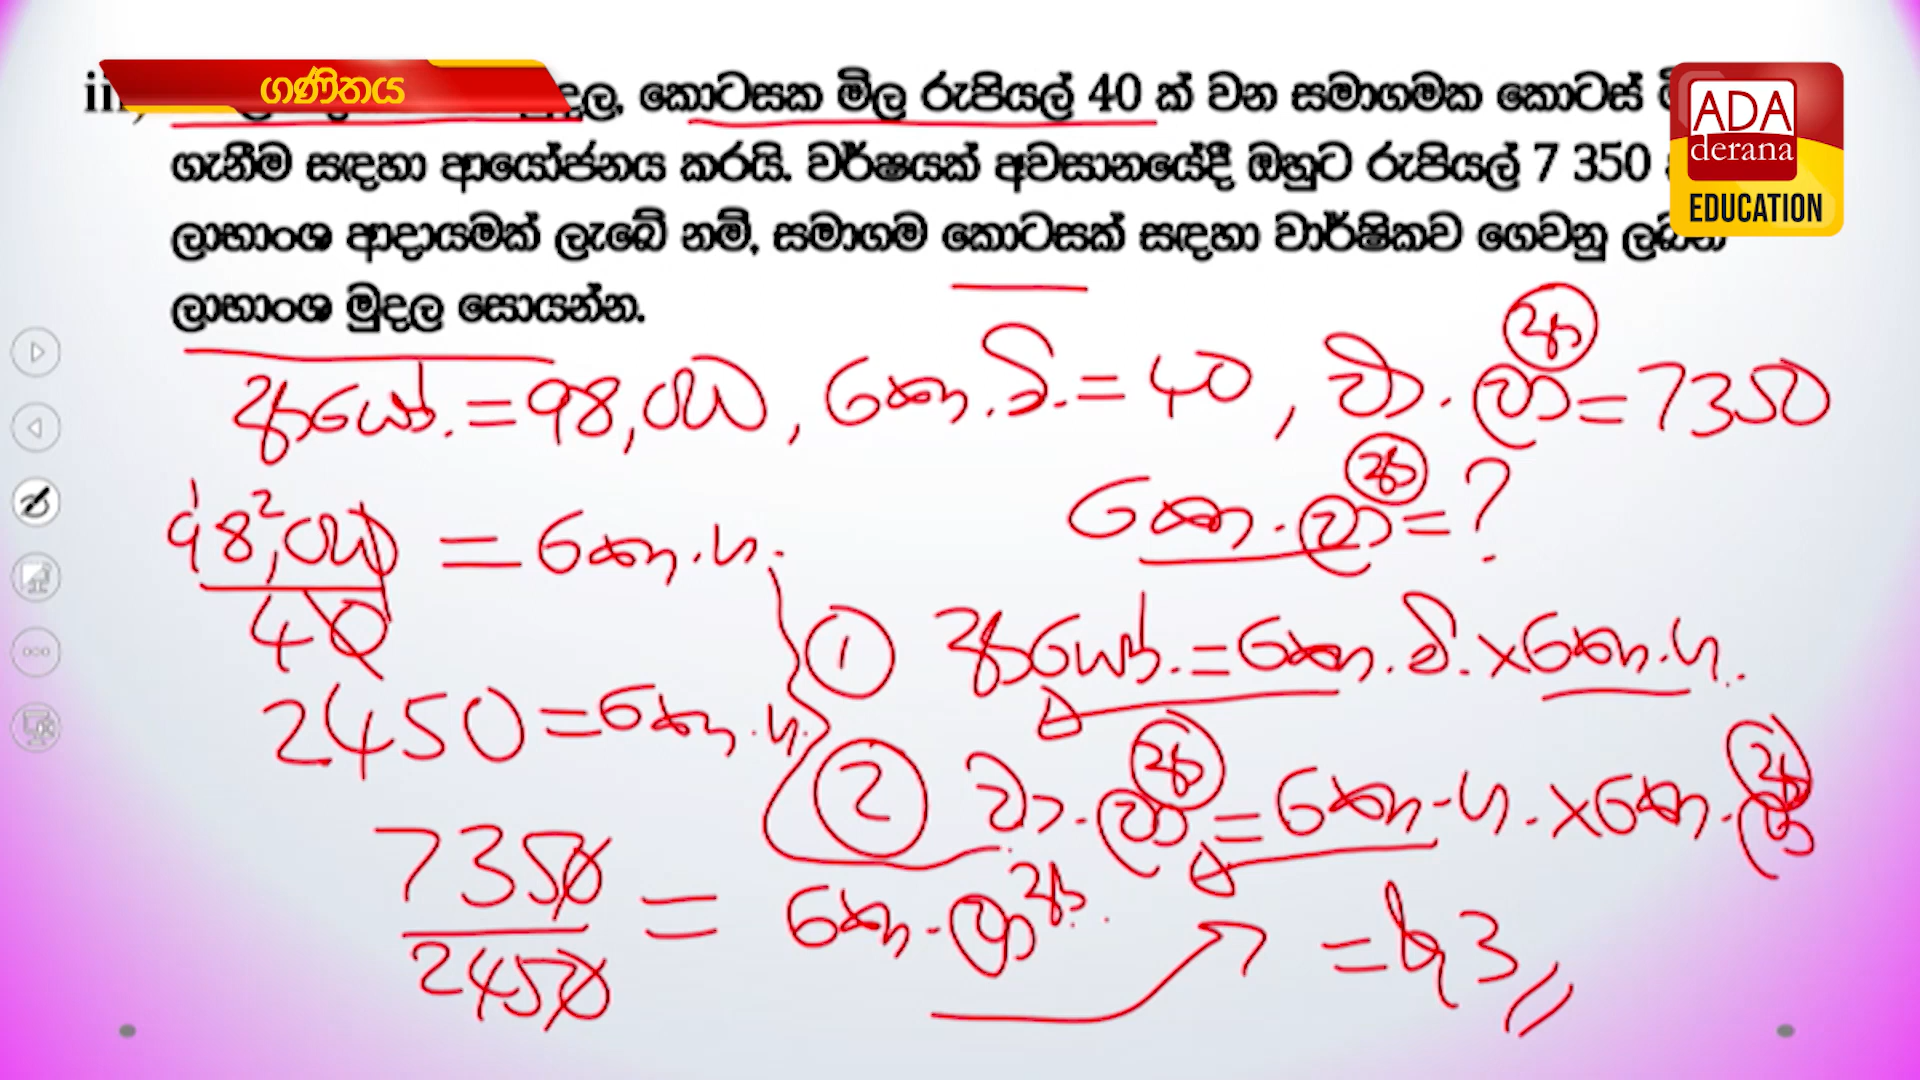 ගණිතය
ADA
derana
EDUCATION
කොටසක මිල රුපියල් 40 ක් වන සමාගමක කොටස්
ගැනීම සඳහා ආයෝජනය කරයි. වර්ෂයක් අවසානයේදී ඔහුට රුපියල් 7 350
ලාභාංශ ආදායමක් ලැබේ නම්, සමාගම කොටසක් සඳහා වාර්ෂිකව ගෙවනු ලබන
ලාභාංශ මුදල සොයන්න.
ආයෝ. = 98,000, කො.මි. = 40, වා.ලා ආ = 7350
කො.ලා ආ = ?
98,000 / 40 = කො.ග.
① ආයෝ. = කො.මි. × කො.ග.
2450 = කො.ග.
② වා.ලා ආ = කො.ග. × කො.ලා ආ
7350 / 2450 = කො.ලා ආ.
= රු 3